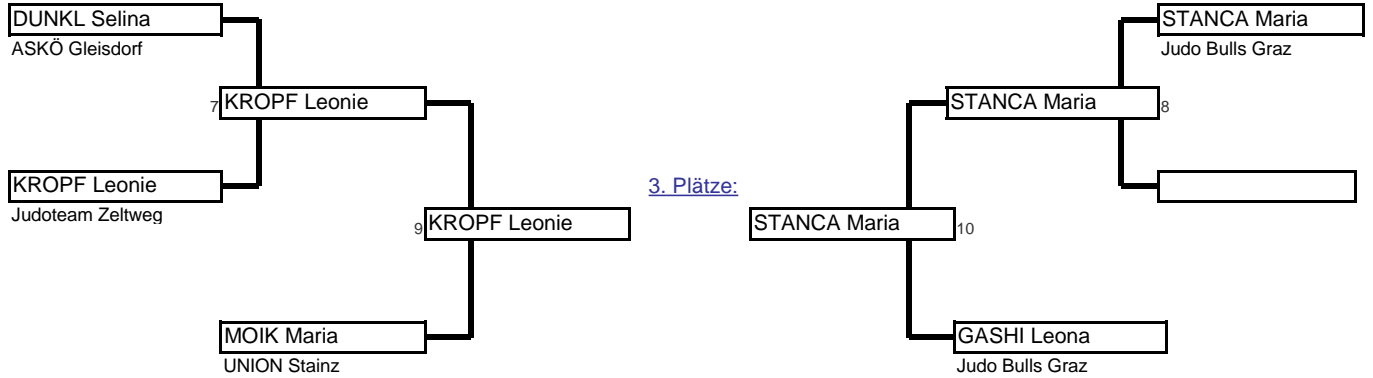 DUNKL Selina
ASKÖ Gleisdorf
7 KROPF Leonie
KROPF Leonie
Judoteam Zeltweg
9 KROPF Leonie
MOIK Maria
UNION Stainz
3. Plätze:
STANCA Maria
Judo Bulls Graz
STANCA Maria 8
STANCA Maria 10
GASHI Leona
Judo Bulls Graz